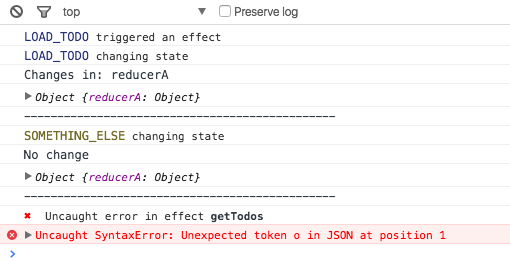 top Preserve log
LOAD_TODO triggered an effect
LOAD_TODO changing state
Changes in: reducerA
Object {reducerA: Object}
-----------------------------------------------
SOMETHING_ELSE changing state
No change
Object {reducerA: Object}
-----------------------------------------------
✖ Uncaught error in effect getTodos
Uncaught SyntaxError: Unexpected token o in JSON at position 1